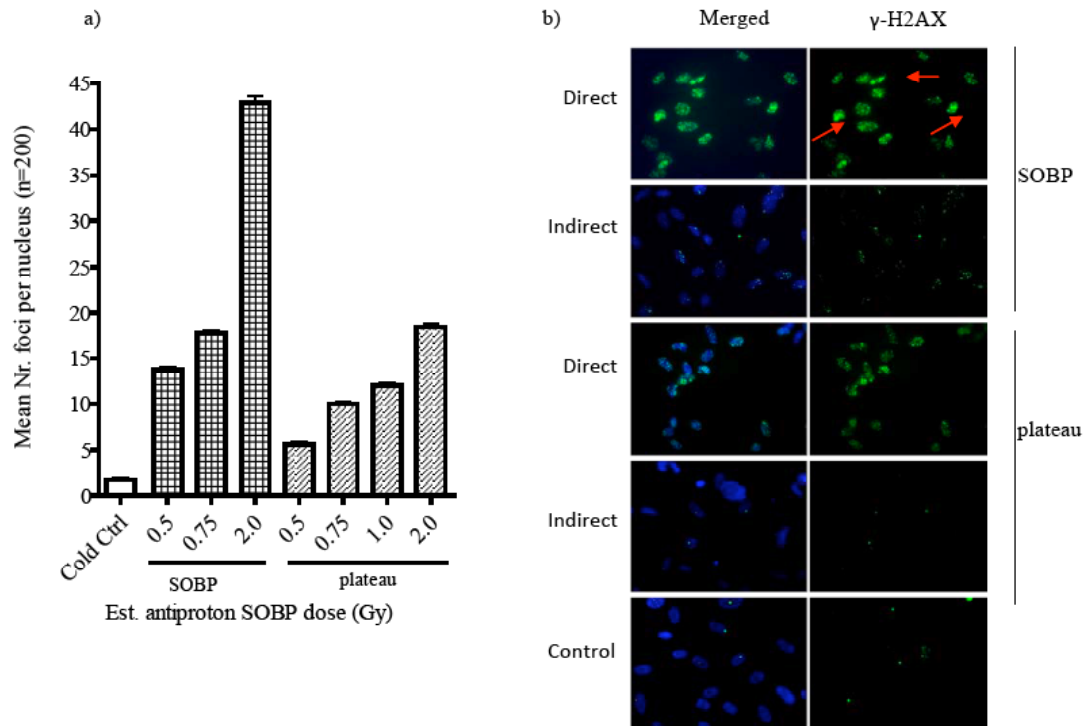 a)
Mean Nr. foci per nucleus (n=200)
45
40
35
30
25
20
15
10
5
0
Cold Ctrl
0.5
0.75
2.0
0.5
0.75
1.0
2.0
SOBP
plateau
Est. antiproton SOBP dose (Gy)
b)
Merged
γ-H2AX
Direct
Indirect
SOBP
Direct
Indirect
plateau
Control